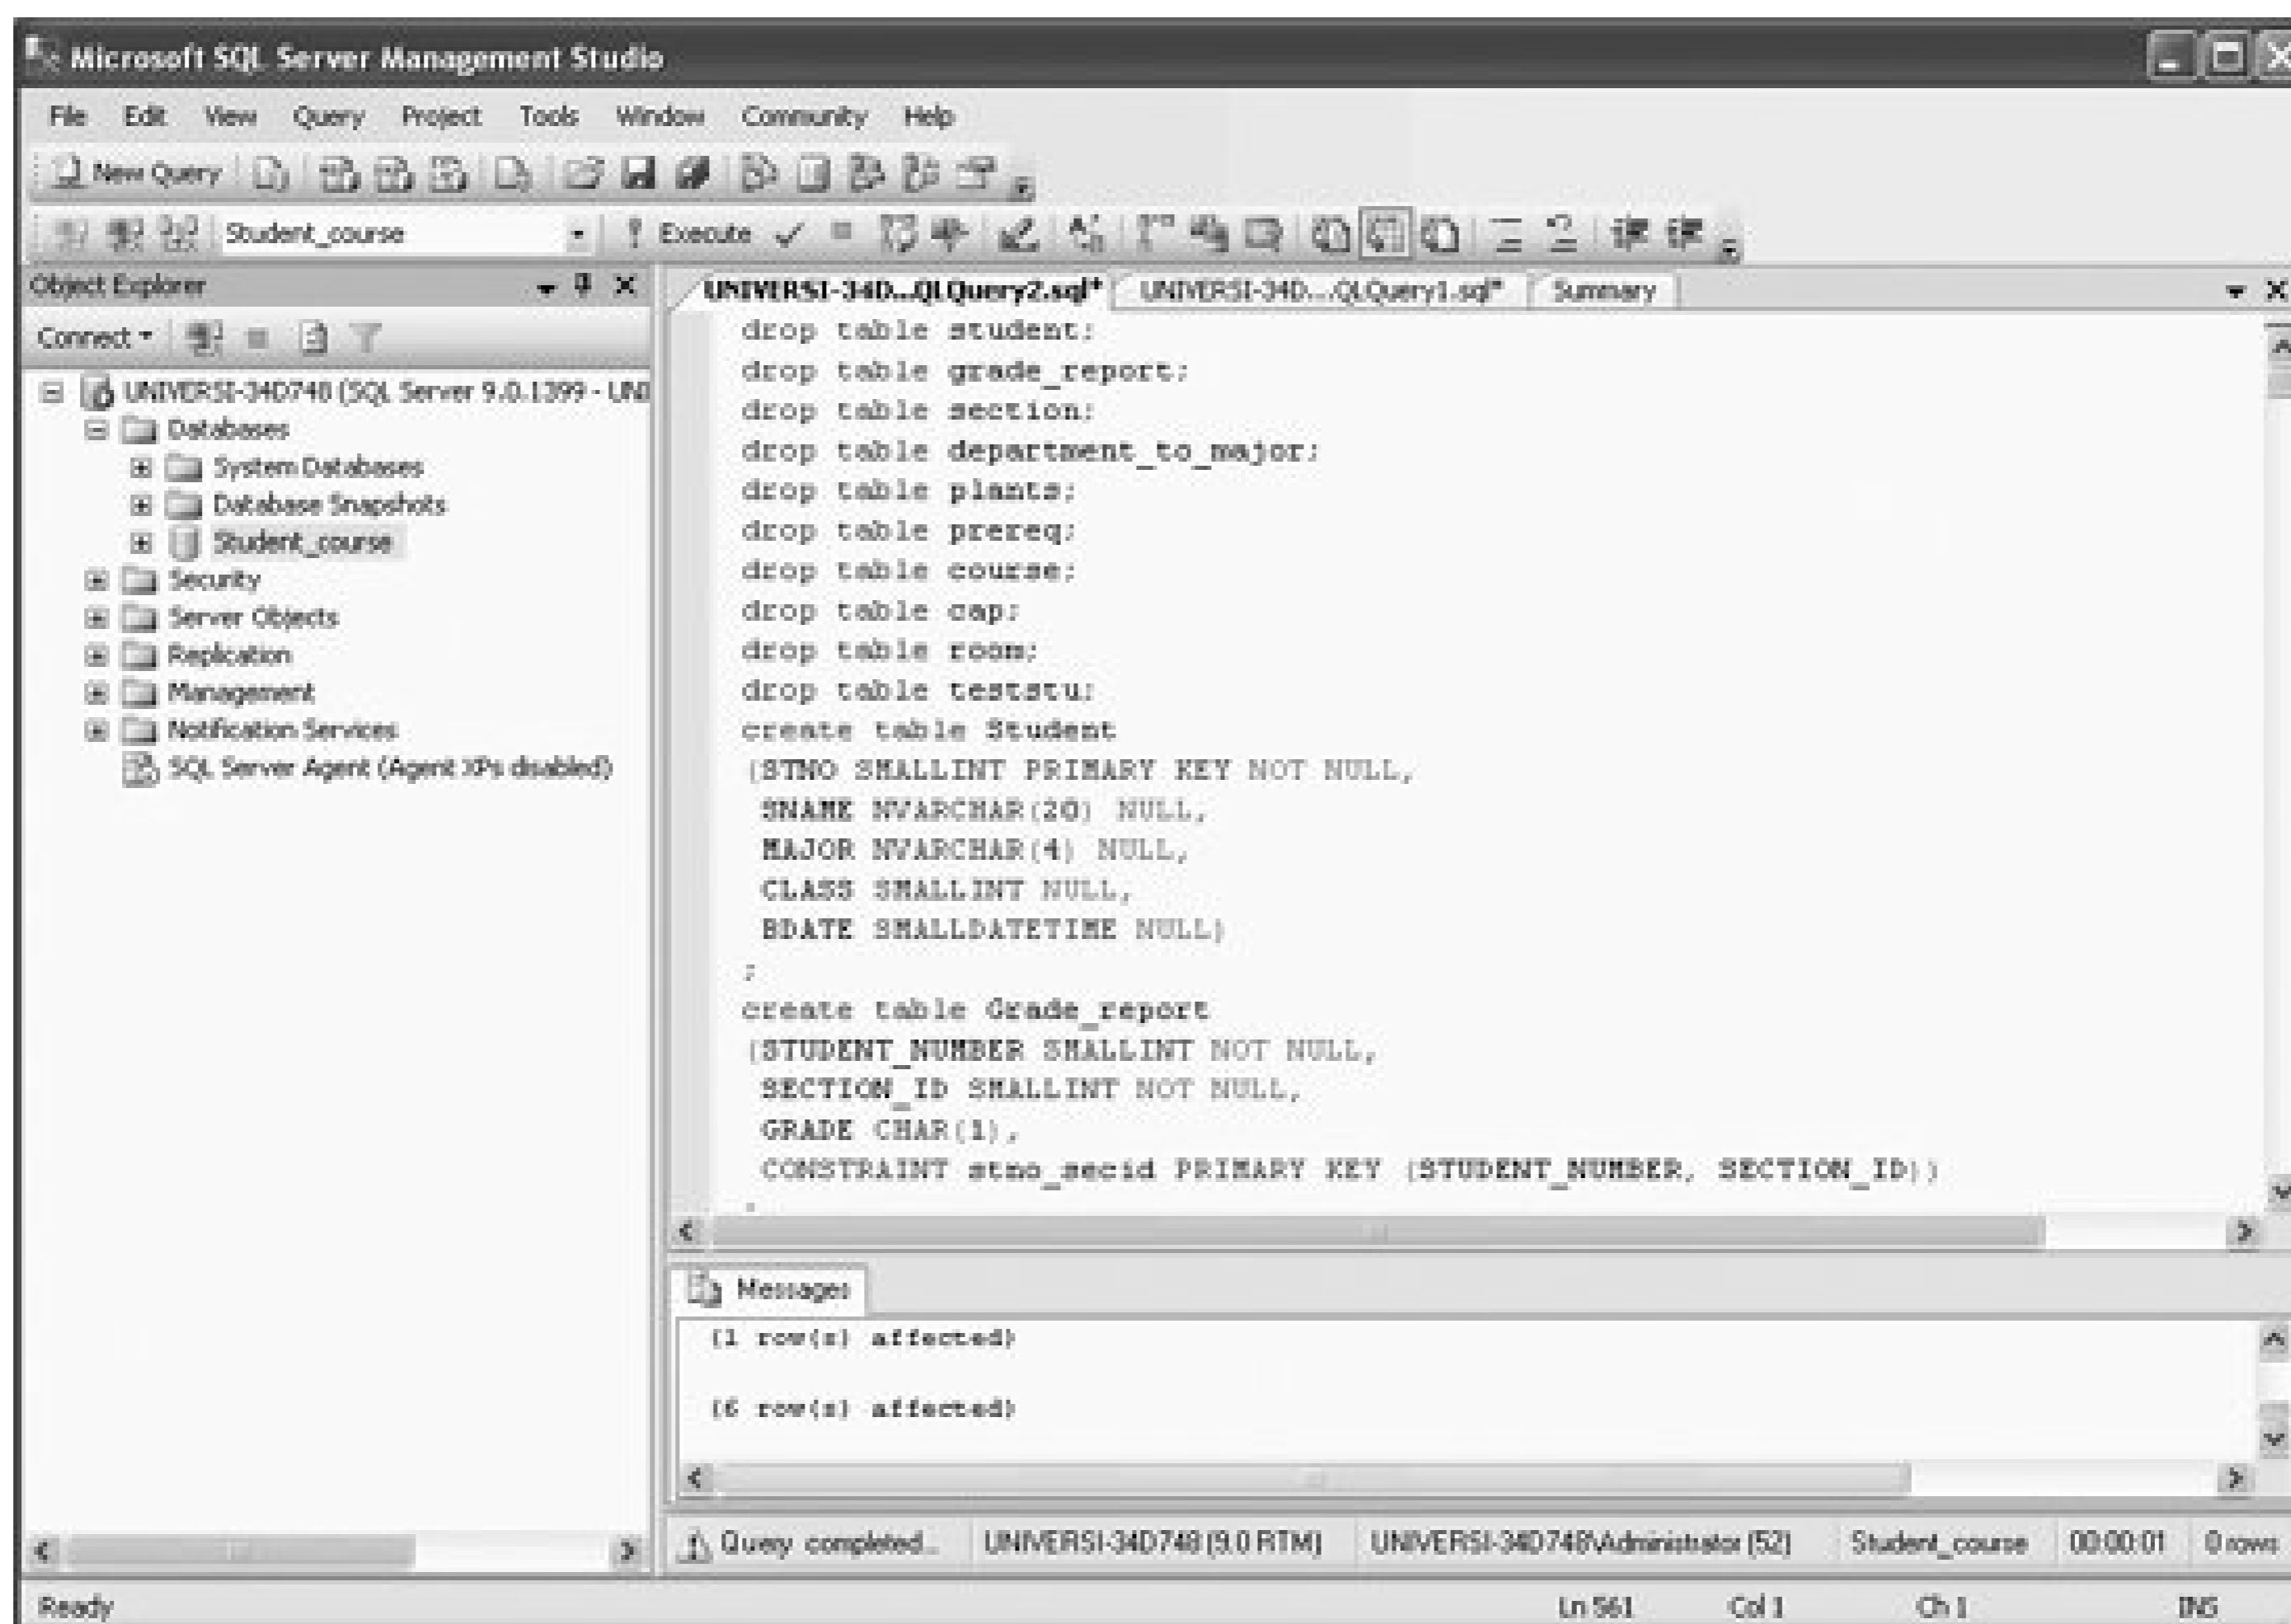 Microsoft SQL Server Management Studio
File Edit View Query Project Tools Window Community Help
New Query
Student_course Execute
Object Explorer
Connect
UNIVERSI-34D748 (SQL Server 9.0.1399 - UNI
Databases
System Databases
Database Snapshots
Student_course
Security
Server Objects
Replication
Management
Notification Services
SQL Server Agent (Agent XPs disabled)
UNIVERSI-34D...QLQuery2.sql* UNIVERSI-34D...QLQuery1.sql* Summary
drop table student;
drop table grade_report;
drop table section;
drop table department_to_major;
drop table plants;
drop table prereq;
drop table course;
drop table cap;
drop table room;
drop table teststu;
create table Student
(STNO SMALLINT PRIMARY KEY NOT NULL,
SNAME NVARCHAR(20) NULL,
MAJOR NVARCHAR(4) NULL,
CLASS SMALLINT NULL,
BDATE SMALLDATETIME NULL)
;
create table Grade_report
(STUDENT_NUMBER SMALLINT NOT NULL,
SECTION_ID SMALLINT NOT NULL,
GRADE CHAR(1),
CONSTRAINT stno_secid PRIMARY KEY (STUDENT_NUMBER, SECTION_ID))
;
Messages
(1 row(s) affected)
(6 row(s) affected)
Query completed... UNIVERSI-34D748 (9.0 RTM) UNIVERSI-34D748\Administrator (52) Student_course 00:00:01 0 rows
Ready Ln 561 Col 1 Ch 1 INS